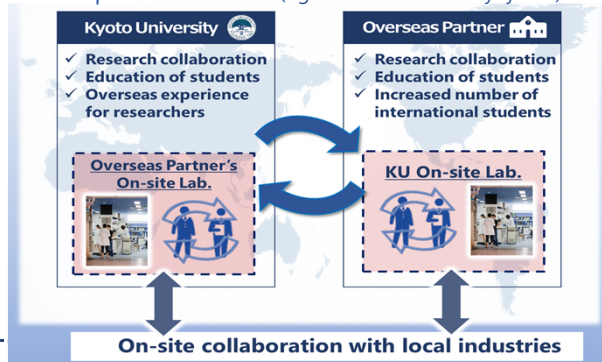 Kyoto University
✓ Research collaboration
✓ Education of students
✓ Overseas experience
for researchers
Overseas Partner's
On-site Lab.
Overseas Partner
✓ Research collaboration
✓ Education of students
✓ Increased number of
international students
KU On-site Lab.
On-site collaboration with local industries